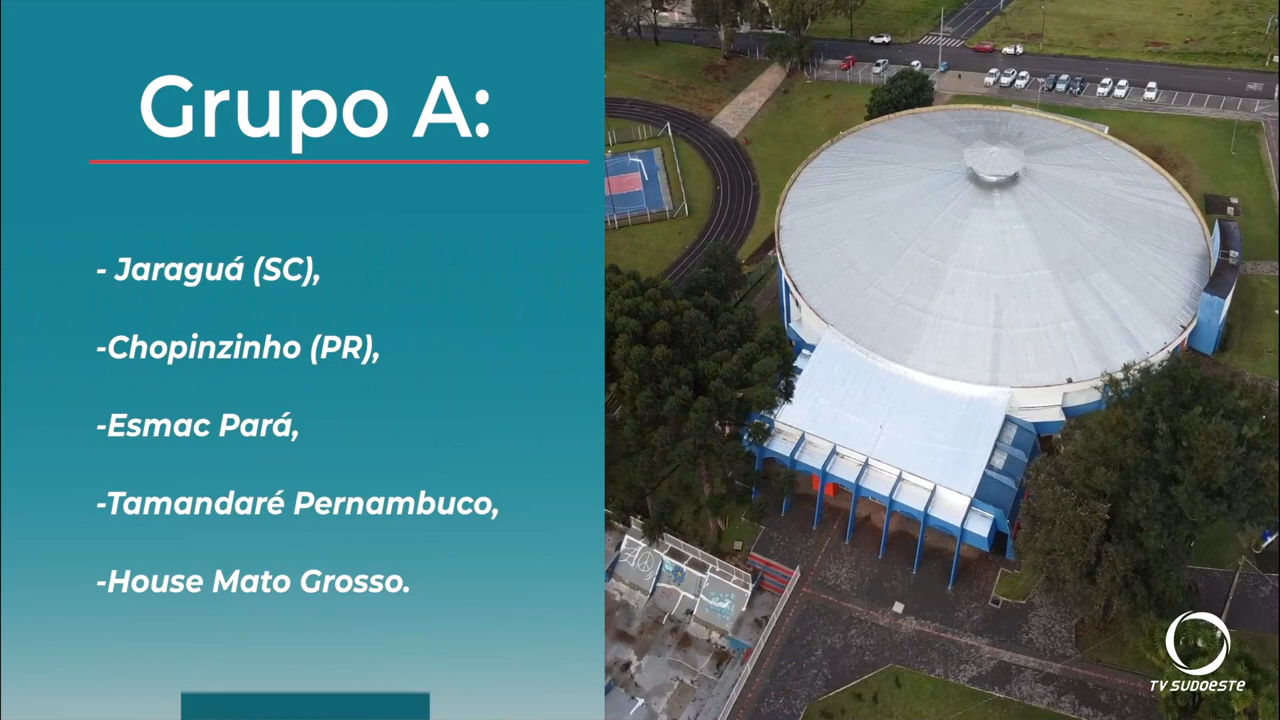 Grupo A:
- Jaraguá (SC),
-Chopinzinho (PR),
-Esmac Pará,
-Tamandaré Pernambuco,
-House Mato Grosso.
TV SUDOESTE